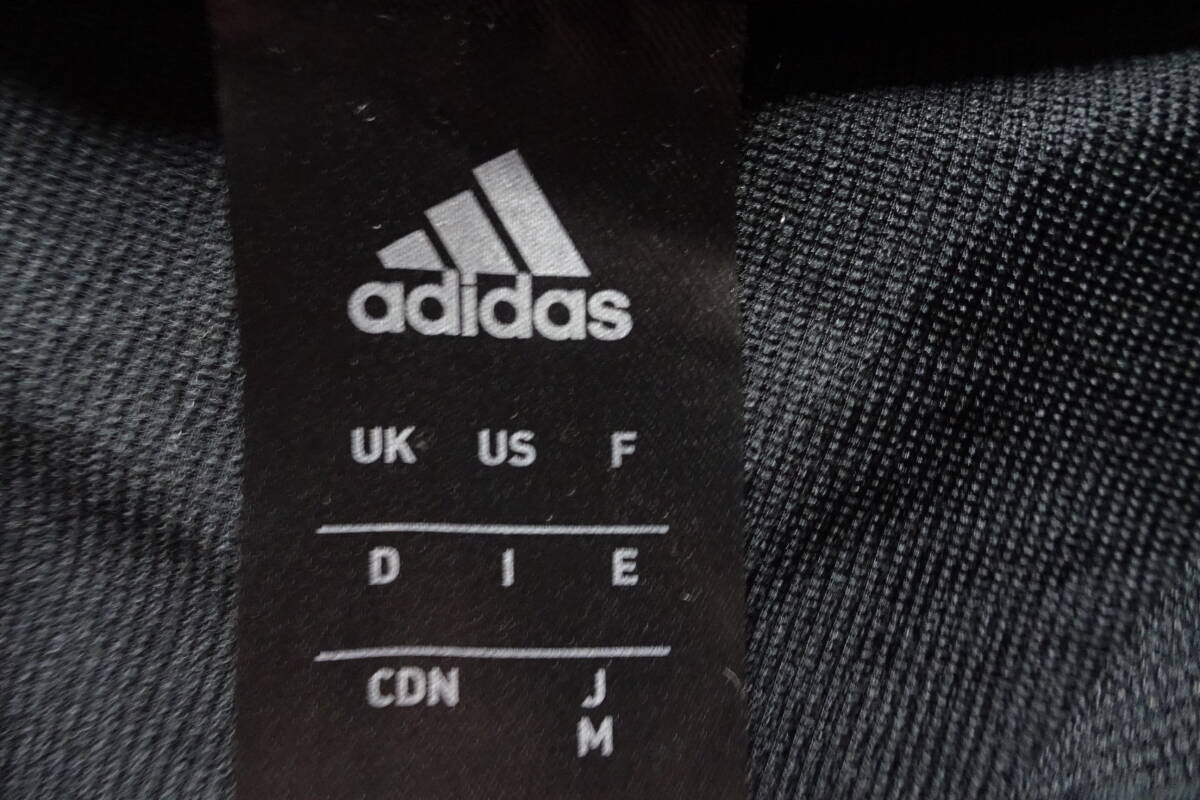 adidas
UK US F
D I E
CDN J
M